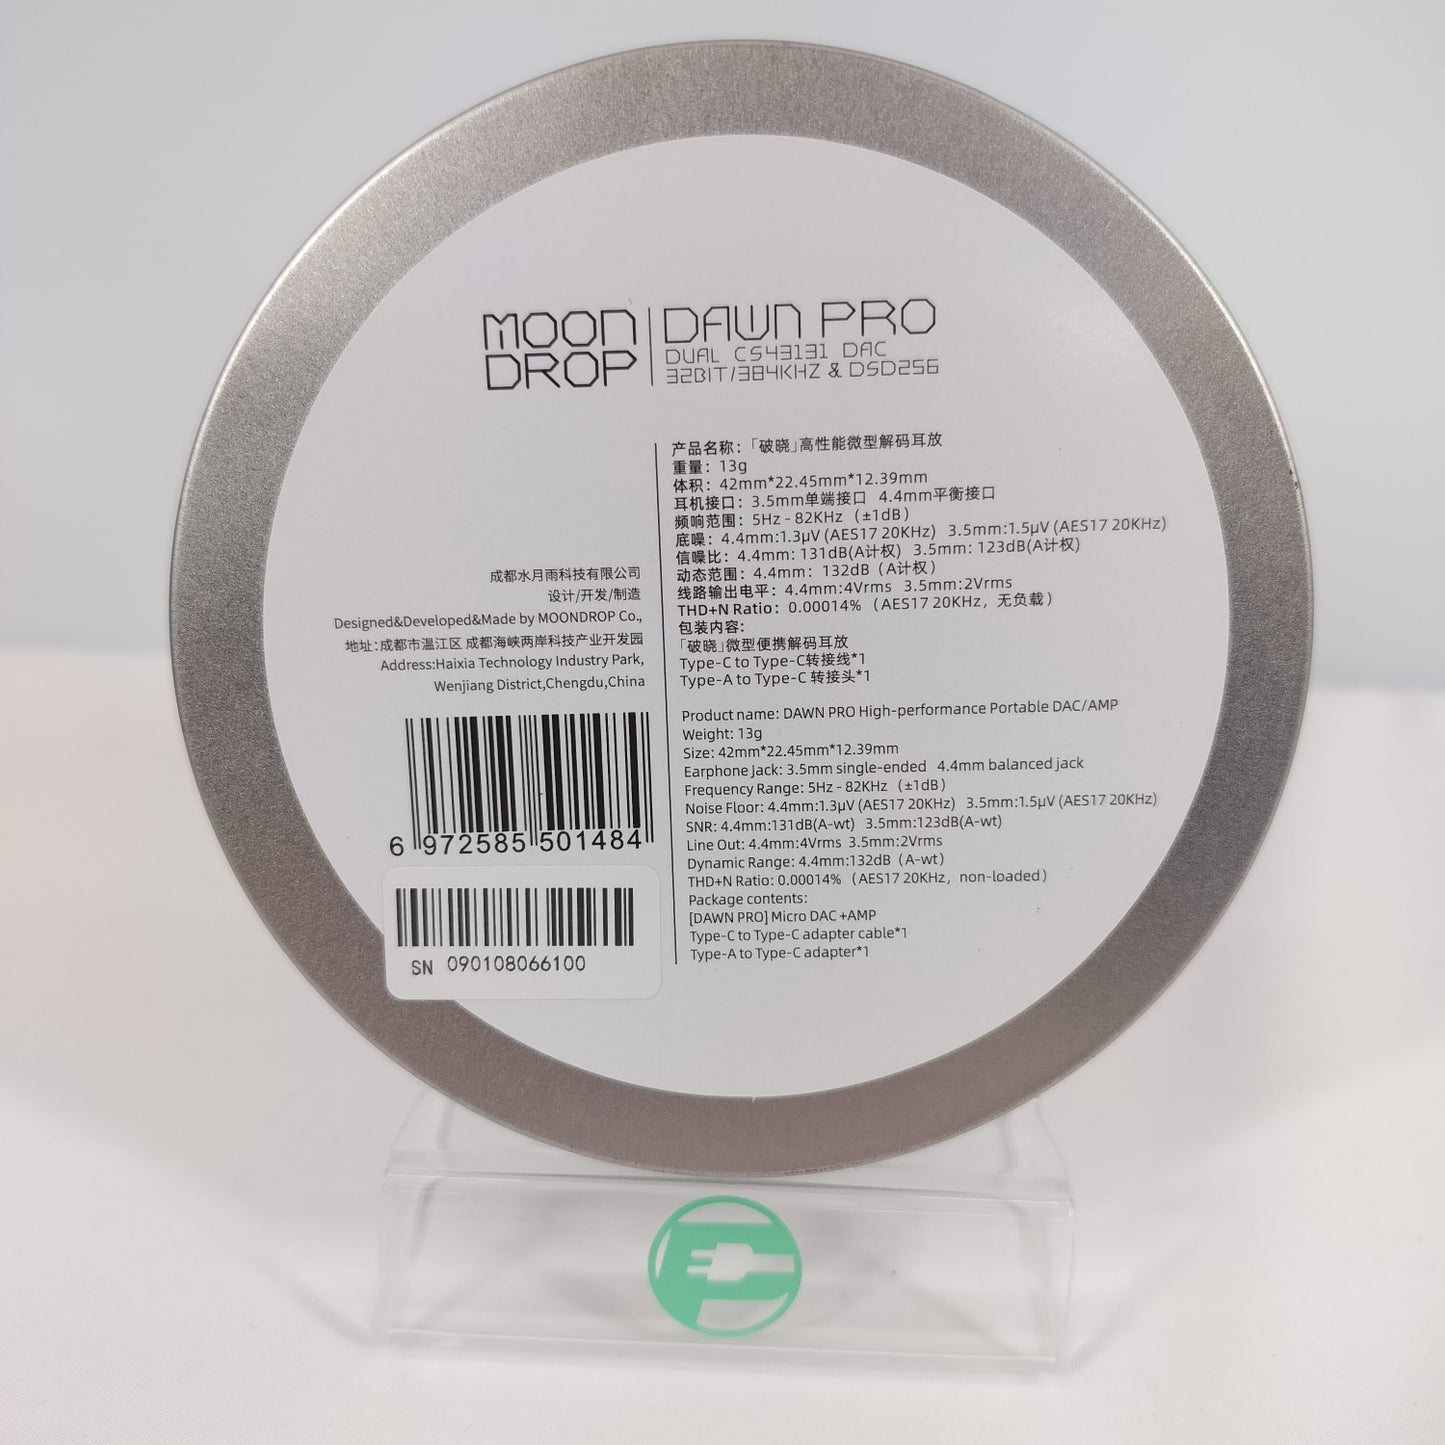 MOON
DROP
DAWN PRO
DUAL CS43131 DAC
32BIT/384KHZ & DSD256
产品名称：「破晓」高性能微型解码耳放
重量：13g
体积：42mm*22.45mm*12.39mm
耳机接口：3.5mm单端接口 4.4mm平衡接口
频响范围：5Hz - 82KHz（±1dB）
底噪：4.4mm:1.3μV (AES17 20KHz) 3.5mm:1.5μV (AES17 20KHz)
信噪比：4.4mm: 131dB(A计权) 3.5mm: 123dB(A计权)
动态范围：4.4mm：132dB（A计权）
线路输出电平：4.4mm:4Vrms 3.5mm:2Vrms
THD+N Ratio：0.00014%（AES17 20KHz，无负载）
包装内容：
「破晓」微型便携解码耳放
Type-C to Type-C转接线*1
Type-A to Type-C 转接头*1
成都水月雨科技有限公司
设计/开发/制造
Designed&Developed&Made by MOONDROP Co.,
地址：成都市温江区 成都海峡两岸科技产业开发园
Address:Haixia Technology Industry Park,
Wenjiang District,Chengdu,China
6 972585 501484
SN 090108066100
Product name: DAWN PRO High-performance Portable DAC/AMP
Weight: 13g
Size: 42mm*22.45mm*12.39mm
Earphone Jack: 3.5mm single-ended 4.4mm balanced jack
Frequency Range: 5Hz - 82KHz（±1dB）
Noise Floor: 4.4mm:1.3μV (AES17 20KHz) 3.5mm:1.5μV (AES17 20KHz)
SNR: 4.4mm:131dB(A-wt) 3.5mm:123dB(A-wt)
Line Out: 4.4mm:4Vrms 3.5mm:2Vrms
Dynamic Range: 4.4mm:132dB（A-wt）
THD+N Ratio: 0.00014%（AES17 20KHz，non-loaded）
Package contents:
[DAWN PRO] Micro DAC +AMP
Type-C to Type-C adapter cable*1
Type-A to Type-C adapter*1